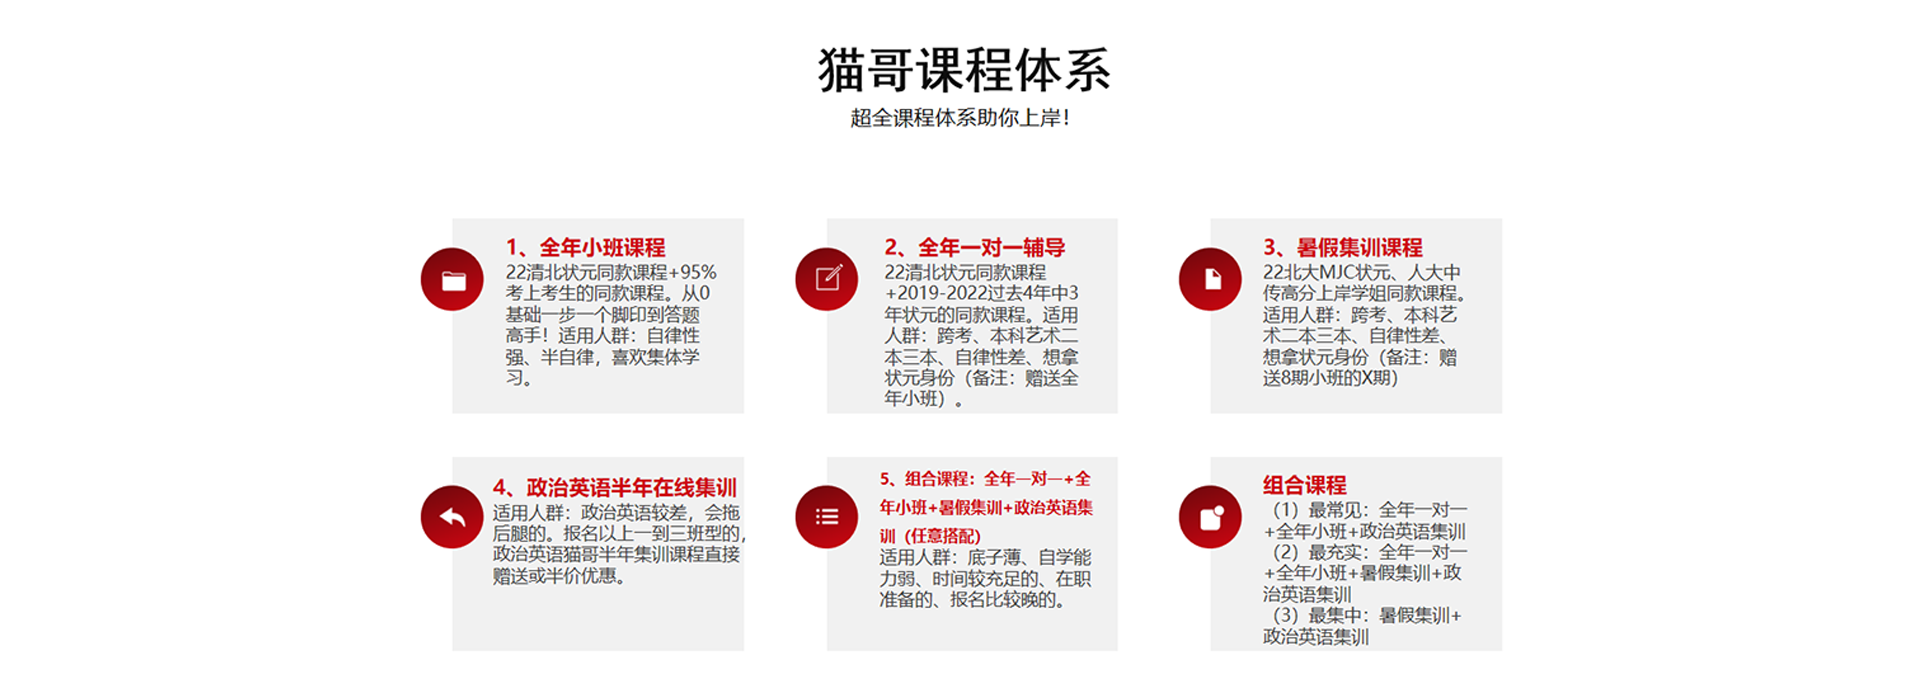 猫哥课程体系
超全课程体系助你上岸！
1、全年小班课程
22清北状元同款课程+95%
考上考生的同款课程。从0
基础一步一个脚印到答题
高手！适用人群：自律性
强、半自律，喜欢集体学
习。
2、全年一对一辅导
22清北状元同款课程
+2019-2022过去4年中3
年状元的同款课程。适用
人群：跨考、本科艺术二
本三本、自律性差、想拿
状元身份（备注：赠送全
年小班）。
3、暑假集训课程
22北大MJC状元、人大中
传高分上岸学姐同款课程。
适用人群：跨考、本科艺
术二本三本、自律性差、
想拿状元身份（备注：赠
送8期小班的X期）
4、政治英语半年在线集训
适用人群：政治英语较差，会拖
后腿的。报名以上一到三班型的，
政治英语猫哥半年集训课程直接
赠送或半价优惠。
5、组合课程：全年一对一+全
年小班+暑假集训+政治英语集
训（任意搭配）
适用人群：底子薄、自学能
力弱、时间较充足的、在职
准备的、报名比较晚的。
组合课程
（1）最常见：全年一对一
+全年小班+政治英语集训
（2）最充实：全年一对一
+全年小班+暑假集训+政
治英语集训
（3）最集中：暑假集训+
政治英语集训